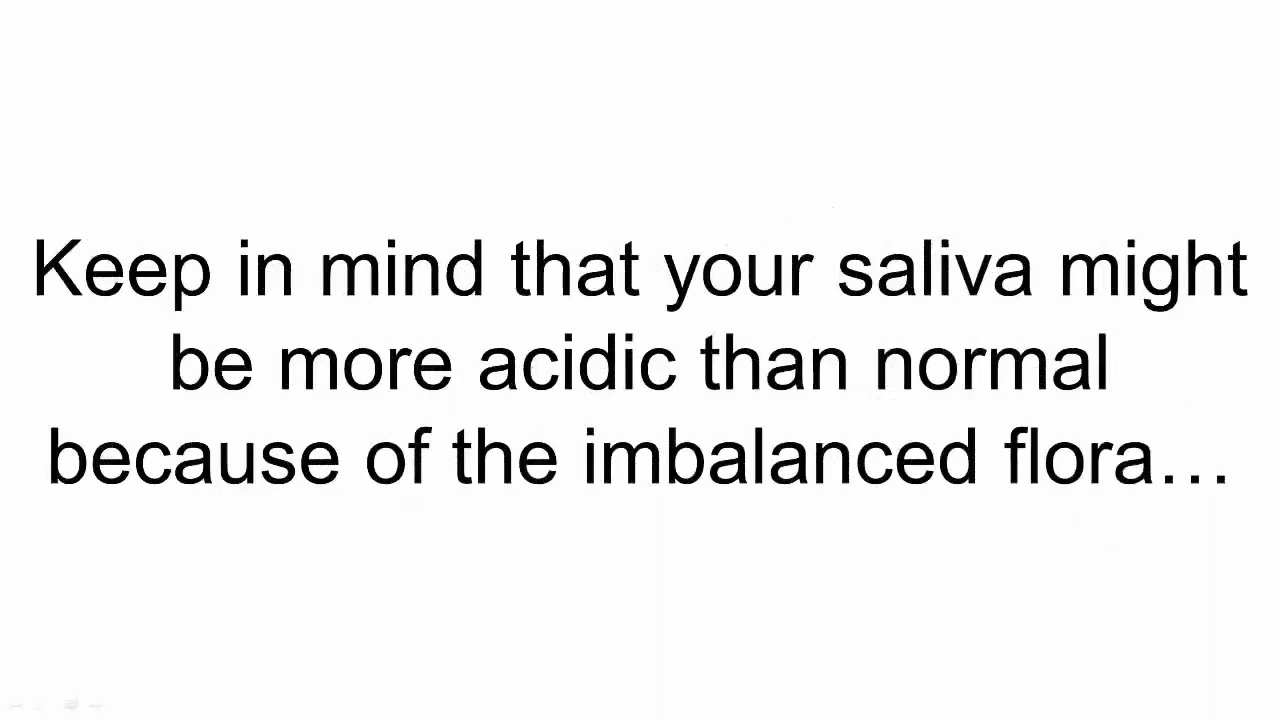 Keep in mind that your saliva might
be more acidic than normal
because of the imbalanced flora…